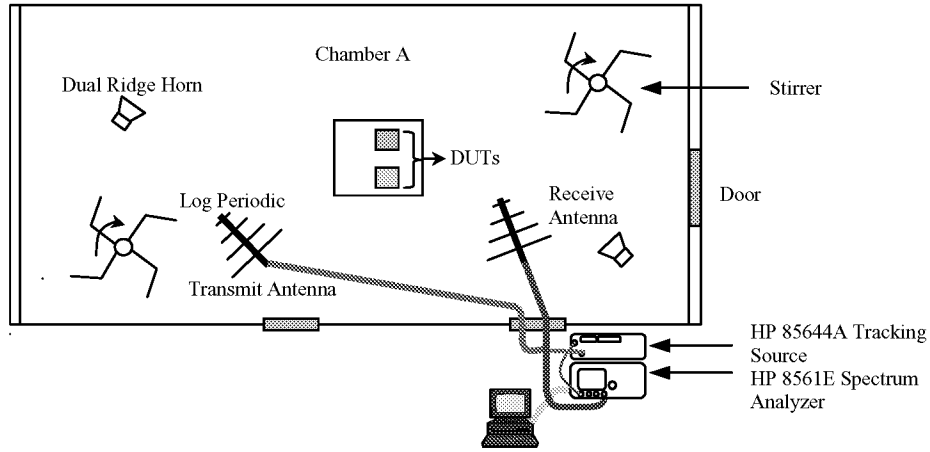 Chamber A
Dual Ridge Horn
Stirrer
DUTs
Door
Log Periodic
Receive
Antenna
Transmit Antenna
HP 85644A Tracking
Source
HP 8561E Spectrum
Analyzer